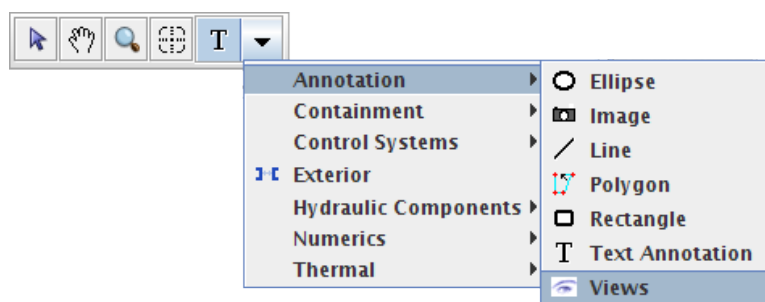 T
Annotation
Containment
Control Systems
Exterior
Hydraulic Components
Numerics
Thermal
Ellipse
Image
Line
Polygon
Rectangle
T Text Annotation
Views